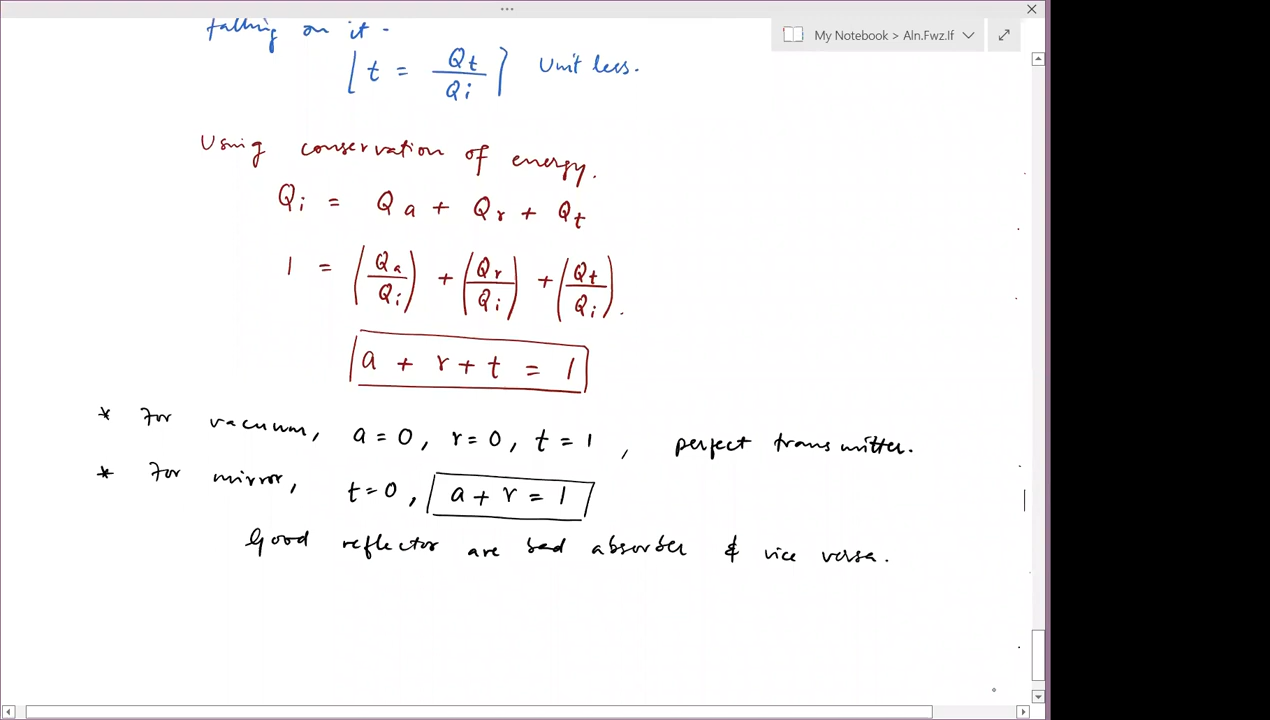 My Notebook > Aln.Fwz.If
falling on it -
[ t = Qt/Qi ] Unit less.
Using conservation of energy.
Qi = Qa + Qr + Qt
1 = (Qa/Qi) + (Qr/Qi) + (Qt/Qi).
a + r + t = 1
* For vacuum, a = 0, r = 0, t = 1, perfect transmitter.
* For mirror, t = 0, a + r = 1
Good reflector are bad absorber & vice versa.